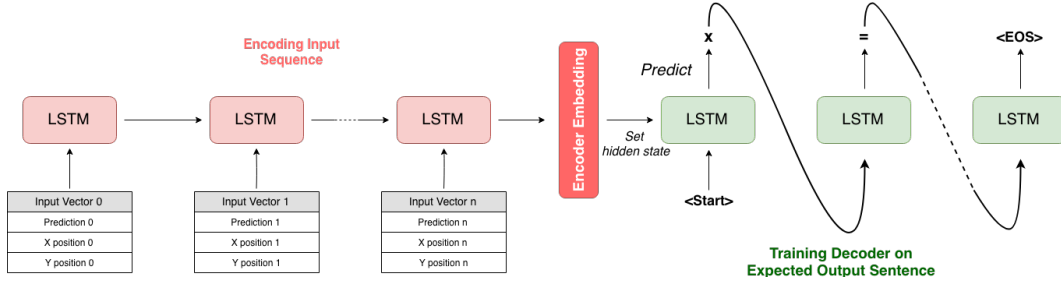 Encoding Input
Sequence
LSTM
LSTM
LSTM
Input Vector 0
Prediction 0
X position 0
Y position 0
Input Vector 1
Prediction 1
X position 1
Y position 1
Input Vector n
Prediction n
X position n
Y position n
Encoder Embedding
Set
hidden state
Predict
x
=
<EOS>
LSTM
LSTM
LSTM
<Start>
Training Decoder on
Expected Output Sentence